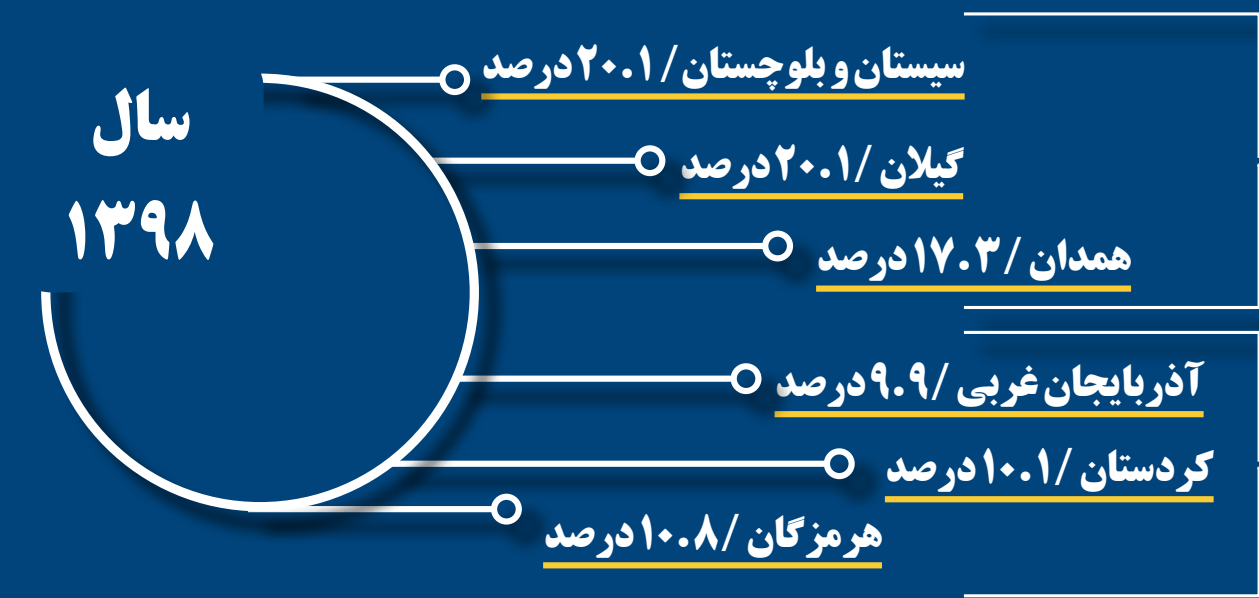 سال
۱۳۹۸
سیستان و بلوچستان / ۲۰.۱ درصد
گیلان / ۲۰.۱ درصد
همدان / ۱۷.۳ درصد
آذربایجان غربی / ۹.۹ درصد
کردستان / ۱۰.۱ درصد
هرمزگان / ۱۰.۸ درصد